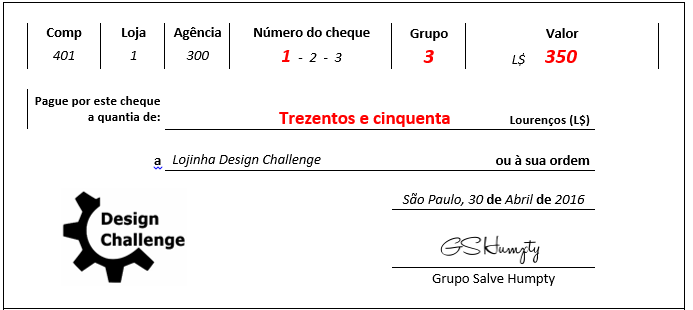 Comp Loja Agência Número do cheque Grupo Valor
401 1 300 1 - 2 - 3 3 L$ 350
Pague por este cheque
a quantia de: Trezentos e cinquenta Lourenços (L$)
a Lojinha Design Challenge ou à sua ordem
São Paulo, 30 de Abril de 2016
Design
Challenge
GSHumpty
Grupo Salve Humpty